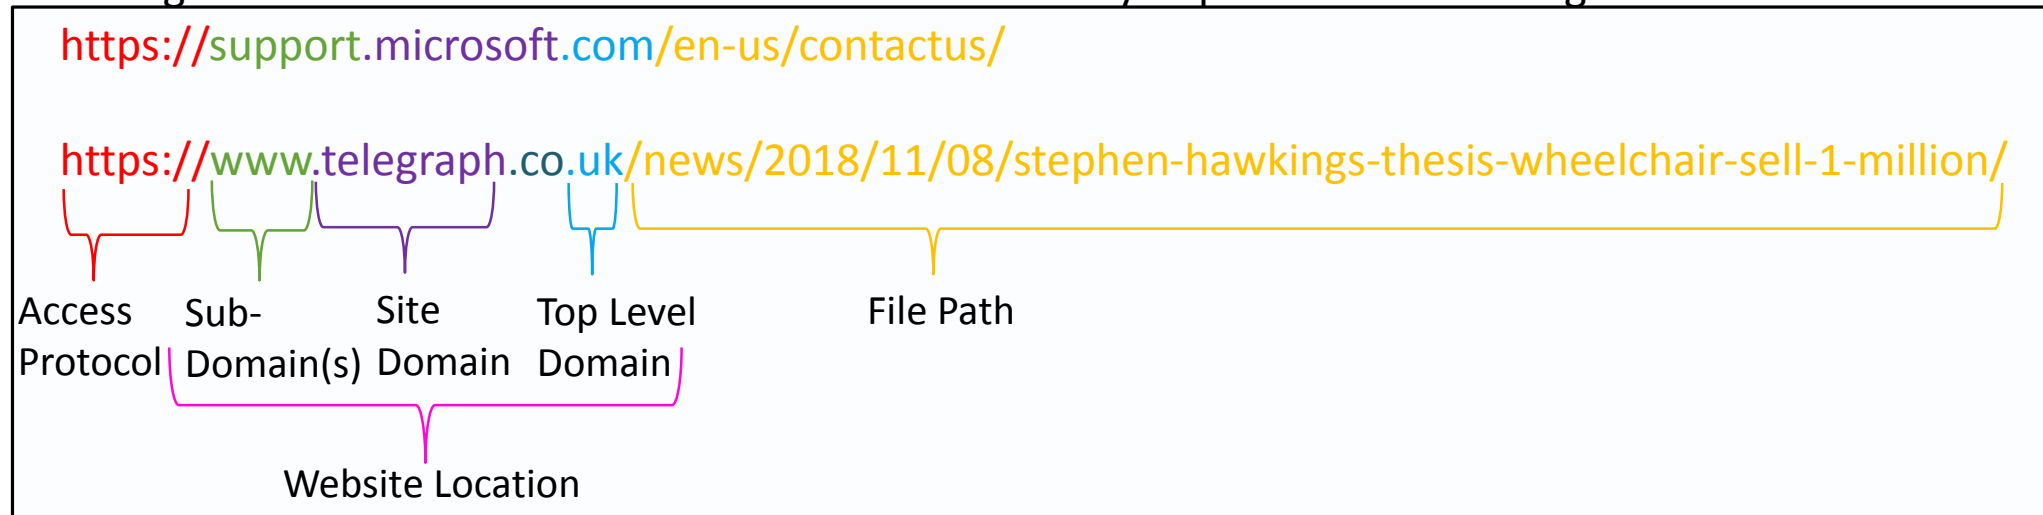 https://support.microsoft.com/en-us/contactus/
https://www.telegraph.co.uk/news/2018/11/08/stephen-hawkings-thesis-wheelchair-sell-1-million/
Access Protocol
Sub-Domain(s)
Site Domain
Top Level Domain
File Path
Website Location